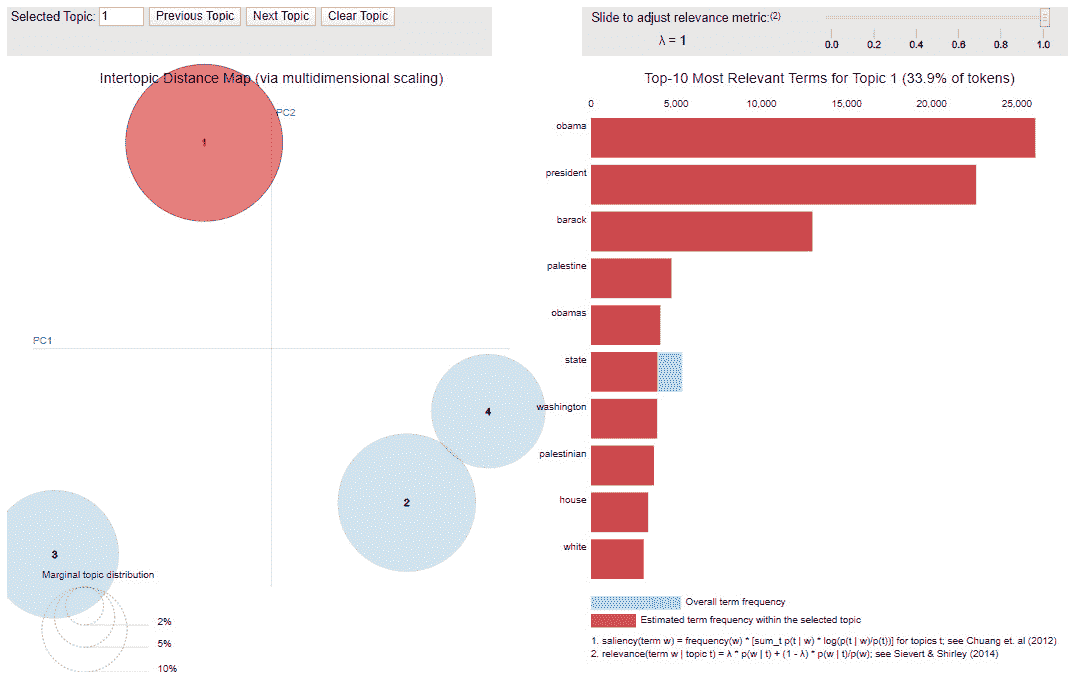 Selected Topic: 1 Previous Topic Next Topic Clear Topic
Slide to adjust relevance metric:(2)
λ = 1
0.0 0.2 0.4 0.6 0.8 1.0
Intertopic Distance Map (via multidimensional scaling)
PC2
PC1
1
4
2
3
Marginal topic distribution
2%
5%
10%
Top-10 Most Relevant Terms for Topic 1 (33.9% of tokens)
0 5,000 10,000 15,000 20,000 25,000
obama
president
barack
palestine
obamas
state
washington
palestinian
house
white
Overall term frequency
Estimated term frequency within the selected topic
1. saliency(term w) = frequency(w) * [sum_t p(t | w) * log(p(t | w)/p(t))] for topics t; see Chuang et. al (2012)
2. relevance(term w | topic t) = λ * p(w | t) + (1 - λ) * p(w | t)/p(w); see Sievert & Shirley (2014)